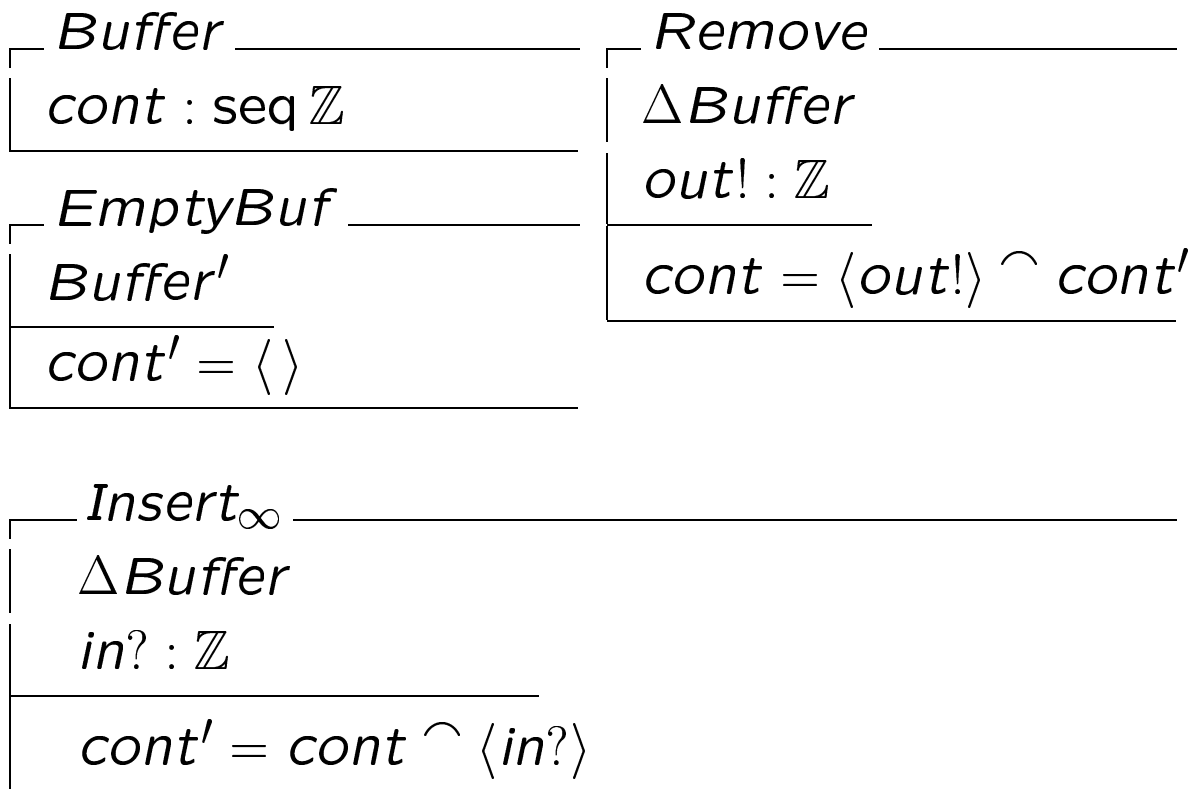 Buffer
cont : seq ℤ
EmptyBuf
Buffer′
cont′ = ⟨ ⟩
Remove
ΔBuffer
out! : ℤ
cont = ⟨out!⟩ ⌢ cont′
Insert∞
ΔBuffer
in? : ℤ
cont′ = cont ⌢ ⟨in?⟩